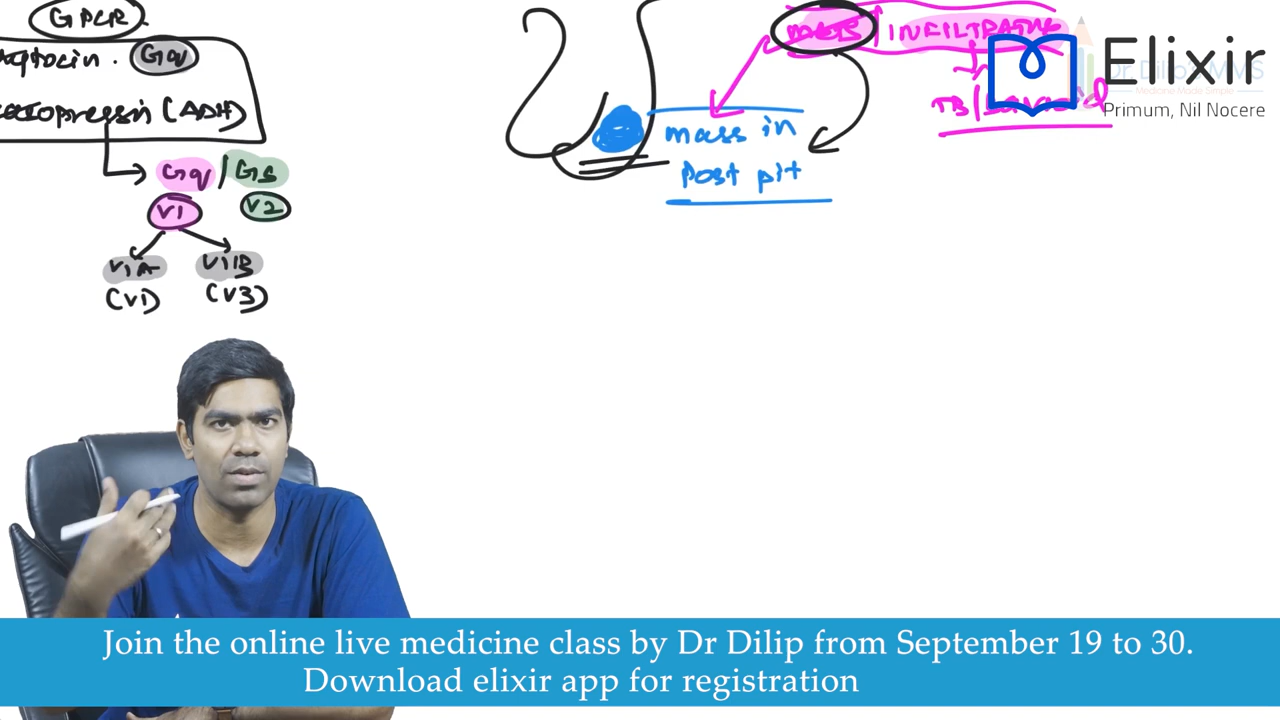 GPCR
Gq
(ADH)
Gq / Gs
V1 V2
V1A V1B
(V1) (V3)
mass / INFILTRATING
TB /
mass in
Post pit
Elixir
Primum, Nil Nocere
Join the online live medicine class by Dr Dilip from September 19 to 30.
Download elixir app for registration